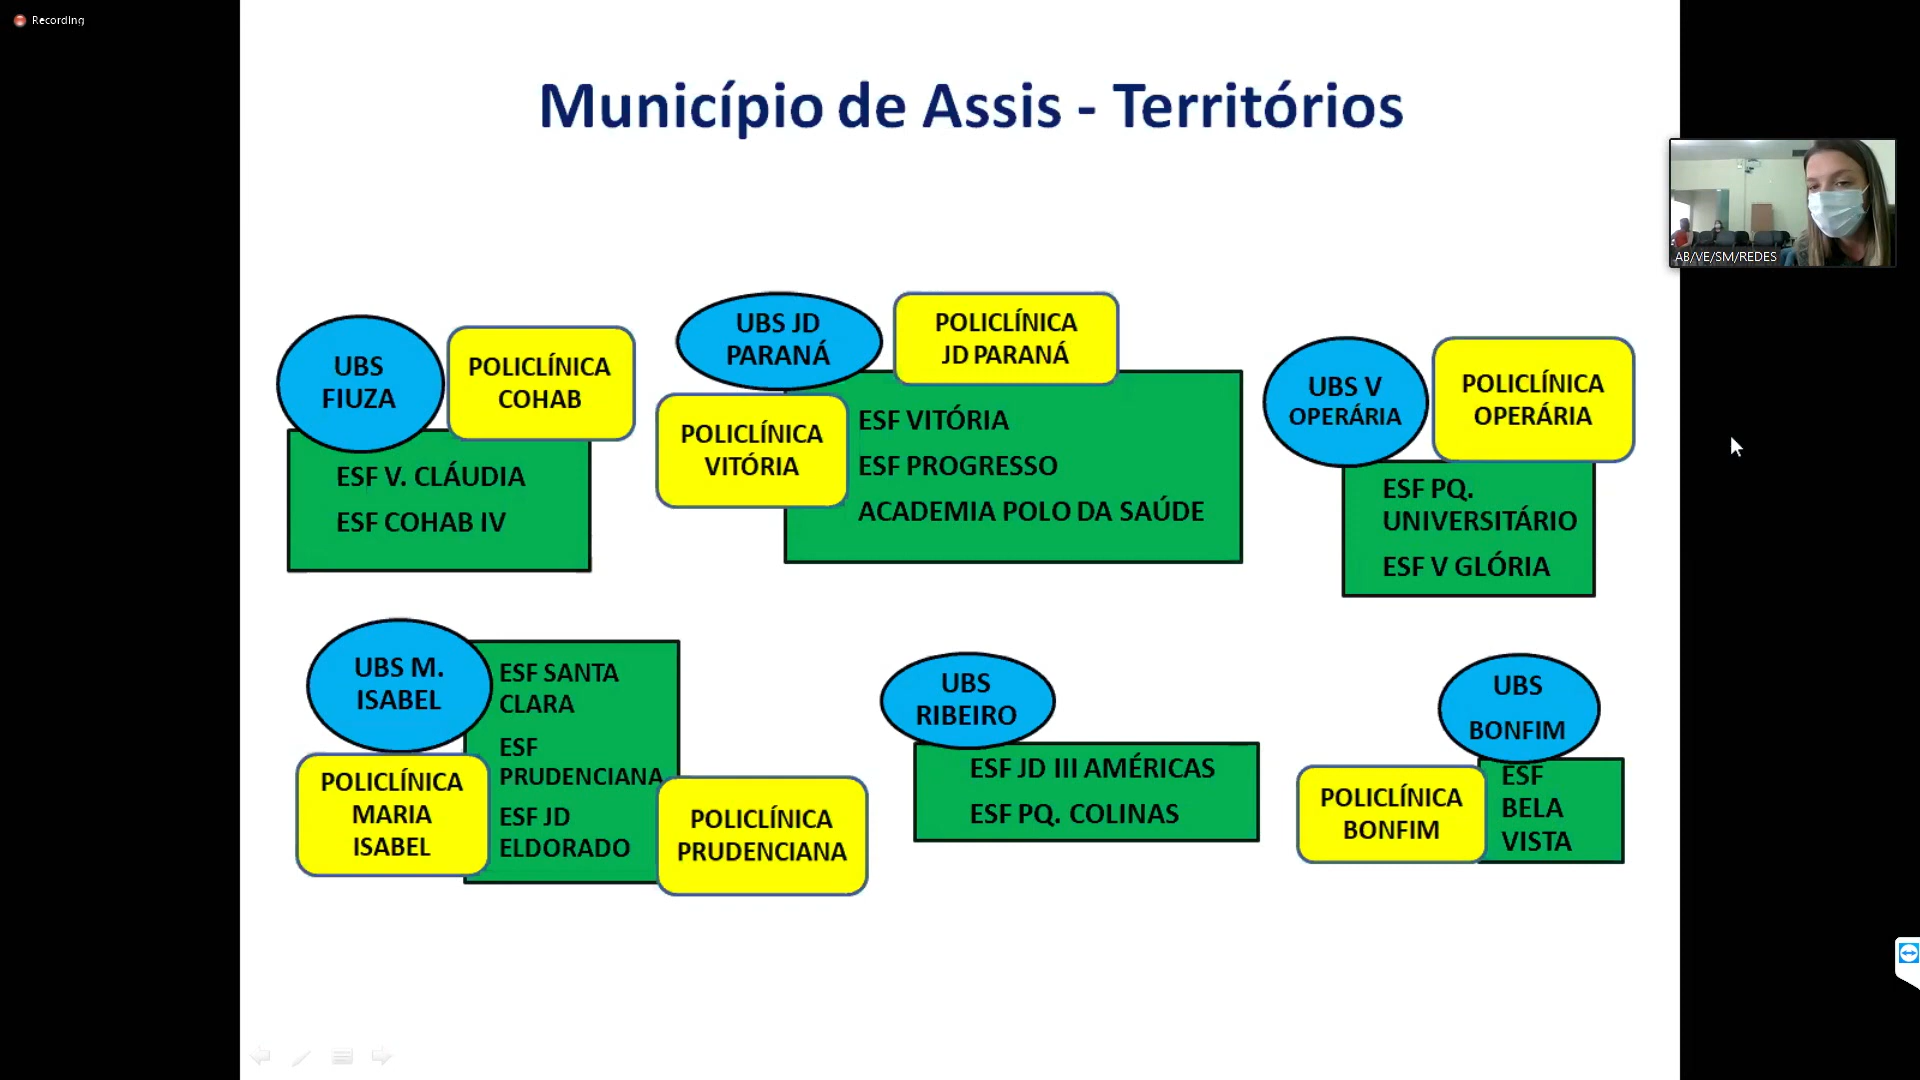 Recording
Município de Assis - Territórios
AB/VE/SM/REDES
UBS
FIUZA
POLICLÍNICA
COHAB
ESF V. CLÁUDIA
ESF COHAB IV
UBS JD
PARANÁ
POLICLÍNICA
JD PARANÁ
POLICLÍNICA
VITÓRIA
ESF VITÓRIA
ESF PROGRESSO
ACADEMIA POLO DA SAÚDE
UBS V
OPERÁRIA
POLICLÍNICA
OPERÁRIA
ESF PQ.
UNIVERSITÁRIO
ESF V GLÓRIA
UBS M.
ISABEL
ESF SANTA
CLARA
ESF
PRUDENCIANA
ESF JD
ELDORADO
POLICLÍNICA
MARIA
ISABEL
POLICLÍNICA
PRUDENCIANA
UBS
RIBEIRO
ESF JD III AMÉRICAS
ESF PQ. COLINAS
UBS
BONFIM
POLICLÍNICA
BONFIM
ESF
BELA
VISTA